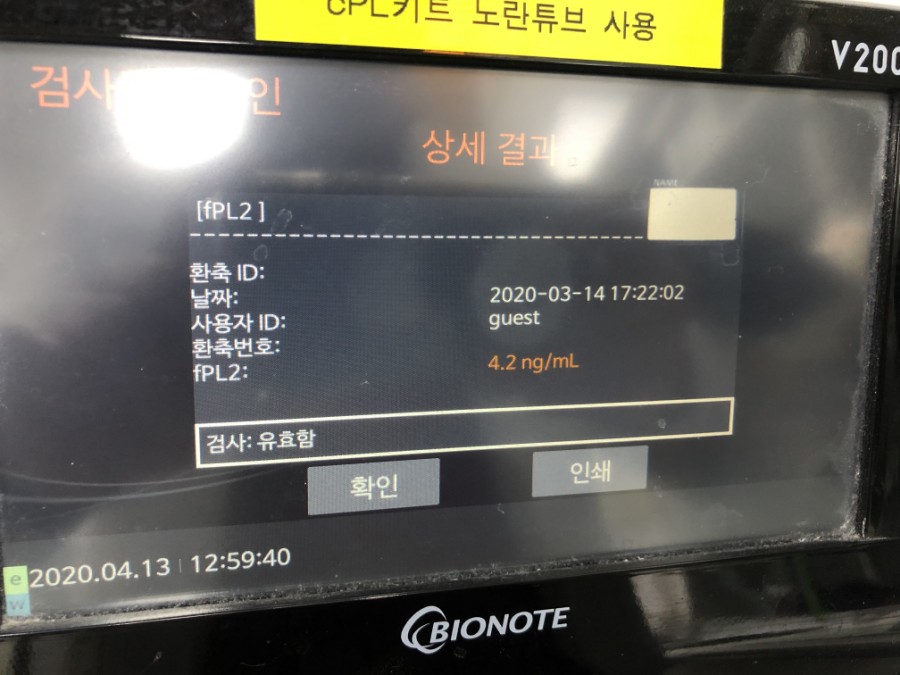 cPL키트 노란튜브 사용
V200
검사 인
상세 결과
[fPL2 ]
환축 ID:
날짜: 2020-03-14 17:22:02
사용자 ID: guest
환축번호:
fPL2: 4.2 ng/mL
검사: 유효함
확인 인쇄
e 2020.04.13 | 12:59:40
w
BIONOTE